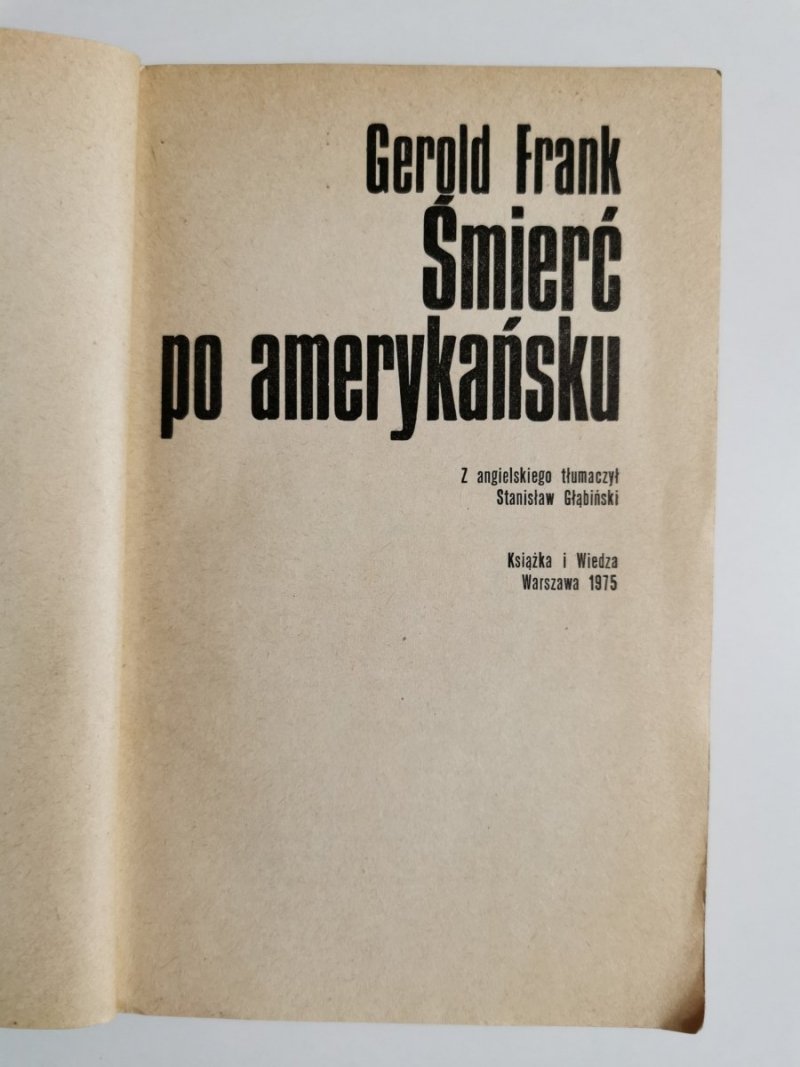 Gerold Frank
Śmierć
po amerykańsku
Z angielskiego tłumaczył
Stanisław Głąbiński
Książka i Wiedza
Warszawa 1975